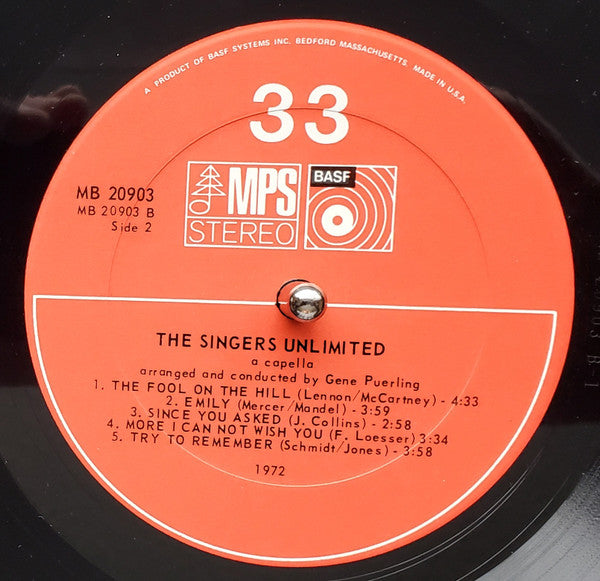 A PRODUCT OF BASF SYSTEMS INC. BEDFORD MASSACHUSETTS. MADE IN U.S.A.
33
MPS
STEREO
BASF
MB 20903
MB 20903 B
Side 2
THE SINGERS UNLIMITED
a capella
arranged and conducted by Gene Puerling
1. THE FOOL ON THE HILL (Lennon/McCartney) - 4:33
2. EMILY (Mercer/Mandel) - 3:59
3. SINCE YOU ASKED (J. Collins) - 2:58
4. MORE I CAN NOT WISH YOU (F. Loesser) 3:34
5. TRY TO REMEMBER (Schmidt/Jones) - 3:58
1972